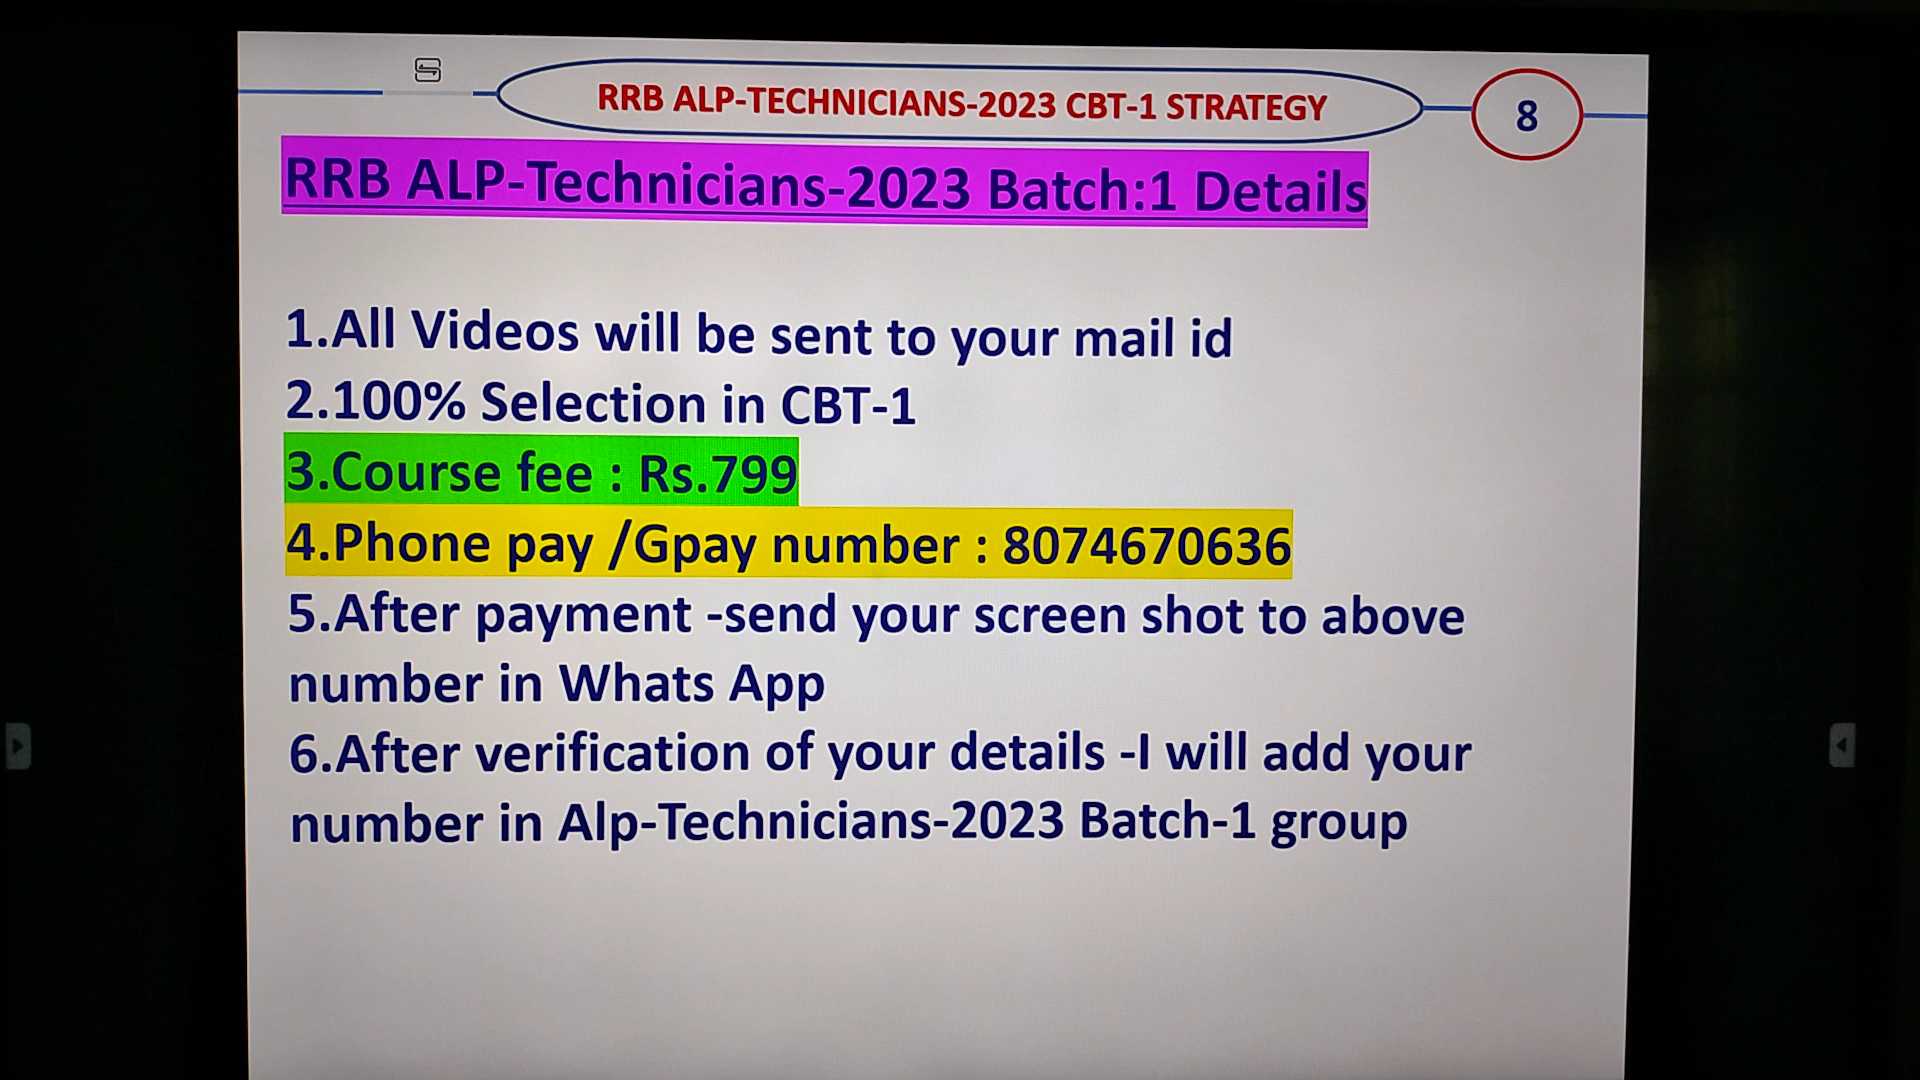 RRB ALP-TECHNICIANS-2023 CBT-1 STRATEGY
8
RRB ALP-Technicians-2023 Batch:1 Details
1.All Videos will be sent to your mail id
2.100% Selection in CBT-1
3.Course fee : Rs.799
4.Phone pay /Gpay number : 8074670636
5.After payment -send your screen shot to above
number in Whats App
6.After verification of your details -I will add your
number in Alp-Technicians-2023 Batch-1 group